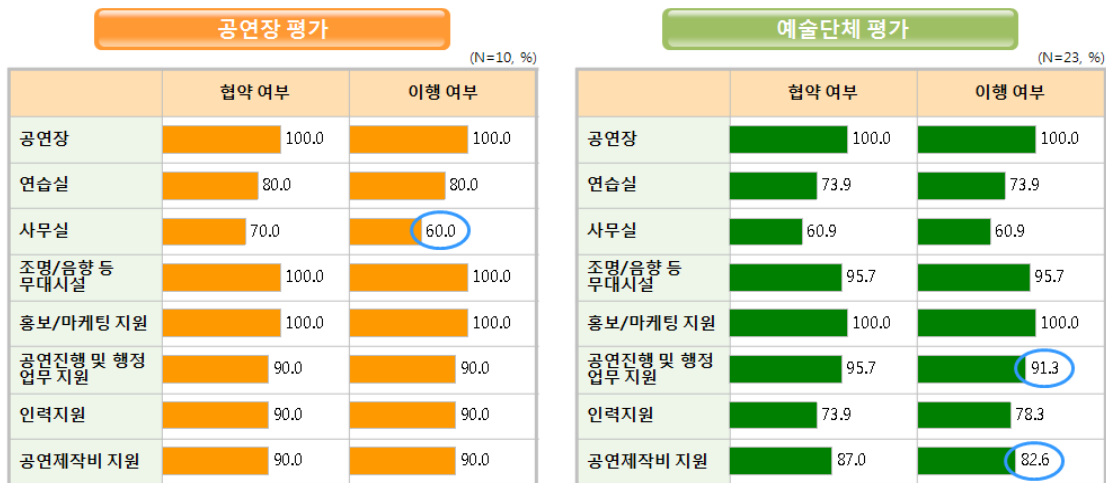 공연장 평가
(N=10, %)
협약 여부 이행 여부
공연장 100.0 100.0
연습실 80.0 80.0
사무실 70.0 60.0
조명/음향 등
무대시설 100.0 100.0
홍보/마케팅 지원 100.0 100.0
공연진행 및 행정
업무 지원 90.0 90.0
인력지원 90.0 90.0
공연제작비 지원 90.0 90.0
예술단체 평가
(N=23, %)
협약 여부 이행 여부
공연장 100.0 100.0
연습실 73.9 73.9
사무실 60.9 60.9
조명/음향 등
무대시설 95.7 95.7
홍보/마케팅 지원 100.0 100.0
공연진행 및 행정
업무 지원 95.7 91.3
인력지원 73.9 78.3
공연제작비 지원 87.0 82.6